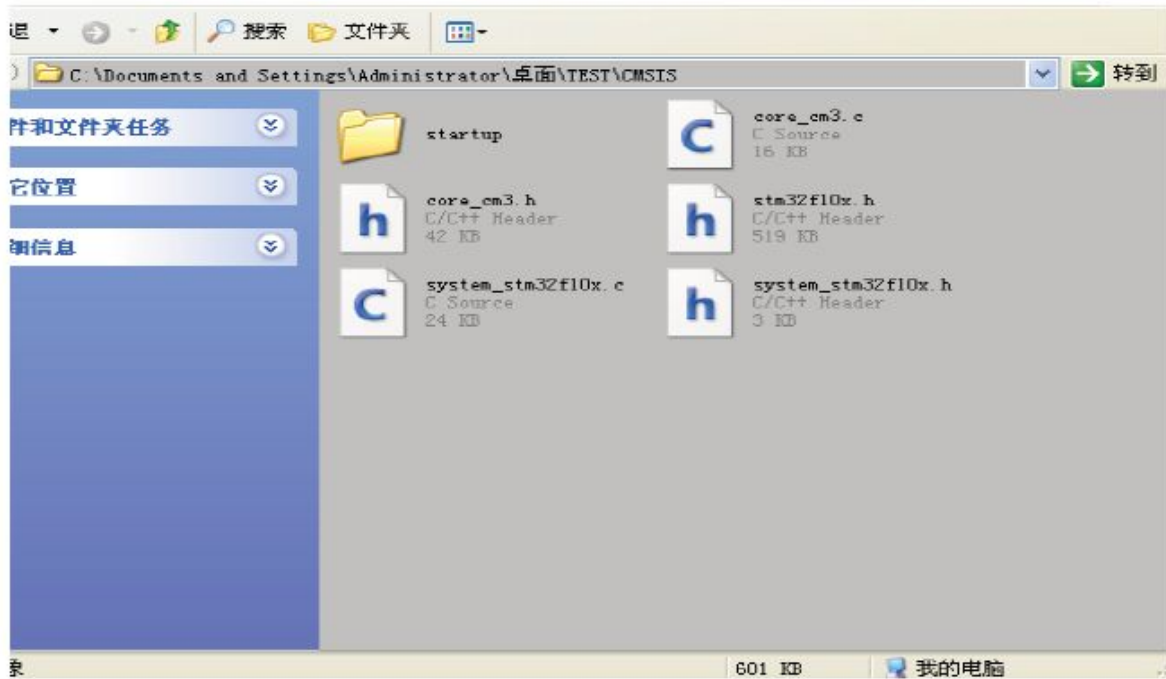 退 搜索 文件夹
C:\Documents and Settings\Administrator\桌面\TEST\CMSIS 转到
件和文件夹任务
它位置
细信息
startup
core_cm3.c
C Source
16 KB
core_cm3.h
C/C++ Header
42 KB
stm32f10x.h
C/C++ Header
519 KB
system_stm32f10x.c
C Source
24 KB
system_stm32f10x.h
C/C++ Header
3 KB
象 601 KB 我的电脑